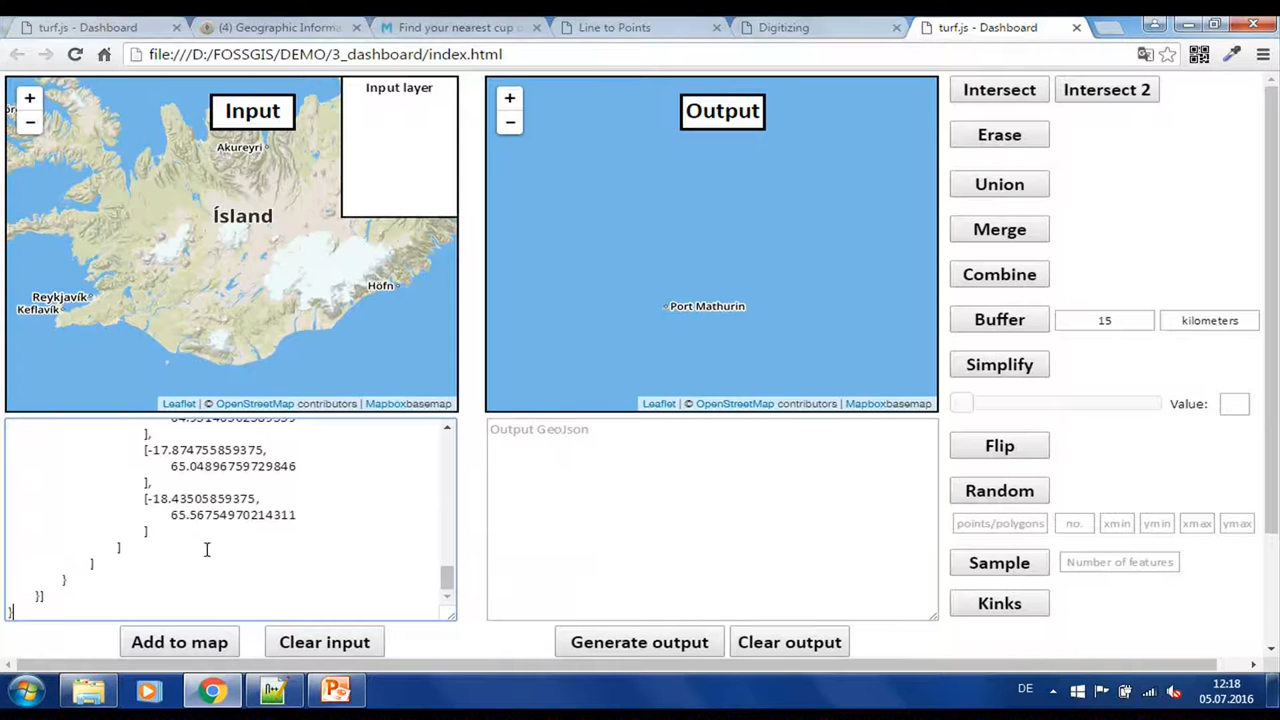 turf.js - Dashboard
(4) Geographic Informa
Find your nearest cup o
Line to Points
Digitizing
turf.js - Dashboard
file:///D:/FOSSGIS/DEMO/3_dashboard/index.html
+
−
Input
Input layer
Akureyri
Ísland
Reykjavík
Keflavík
Höfn
Leaflet | © OpenStreetMap contributors | Mapboxbasemap
+
−
Output
Port Mathurin
Leaflet | © OpenStreetMap contributors | Mapboxbasemap
Intersect
Intersect 2
Erase
Union
Merge
Combine
Buffer
15
kilometers
Simplify
Value:
Flip
Random
points/polygons
no.
xmin
ymin
xmax
ymax
Sample
Number of features
Kinks
],
[-17.874755859375,
65.04896759729846
],
[-18.43505859375,
65.56754970214311
]
]
]
}
}]
}
Output GeoJson
Add to map
Clear input
Generate output
Clear output
DE
12:18
05.07.2016